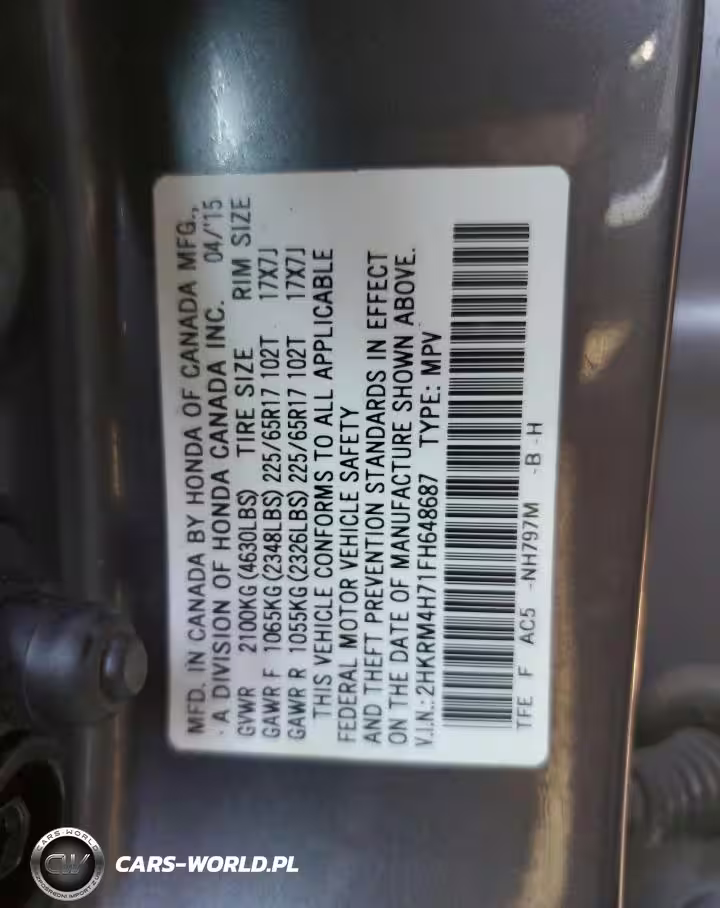 MFD. IN CANADA BY HONDA OF CANADA MFG.,
A DIVISION OF HONDA CANADA INC. 04/'15
GVWR 2100KG(4630LBS) TIRE SIZE RIM SIZE
GAWR F 1065KG(2348LBS) 225/65R17 102T 17X7J
GAWR R 1055KG(2326LBS) 225/65R17 102T 17X7J
THIS VEHICLE CONFORMS TO ALL APPLICABLE
FEDERAL MOTOR VEHICLE SAFETY
AND THEFT PREVENTION STANDARDS IN EFFECT
ON THE DATE OF MANUFACTURE SHOWN ABOVE.
V.I.N.:2HKRM4H71FH648687 TYPE: MPV
TFE F AC5 -NH797M -B -H
CARS-WORLD
CW
CARS-WORLD.PL